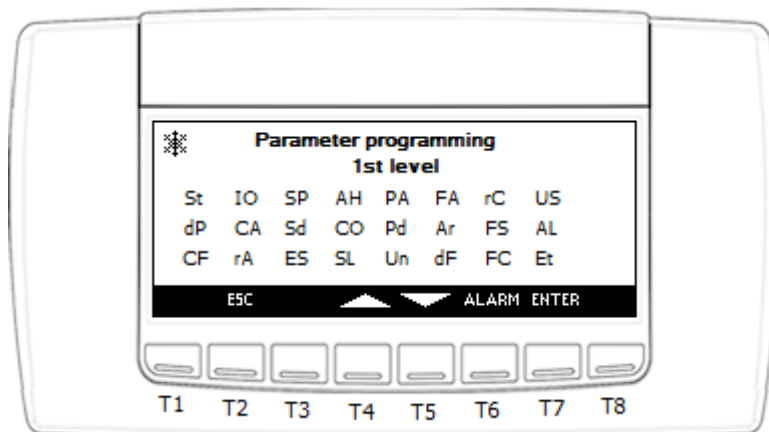 Parameter programming
1st level
St IO SP AH PA FA rC US
dP CA Sd CO Pd Ar FS AL
CF rA ES SL Un dF FC Et
ESC ALARM ENTER
T1 T2 T3 T4 T5 T6 T7 T8